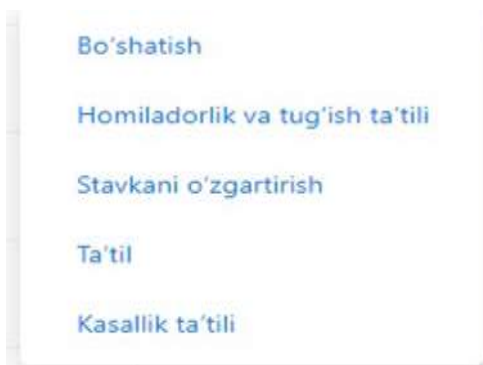 Bo'shatish
Homiladorlik va tug'ish ta'tili
Stavkani o'zgartirish
Ta'til
Kasallik ta'tili